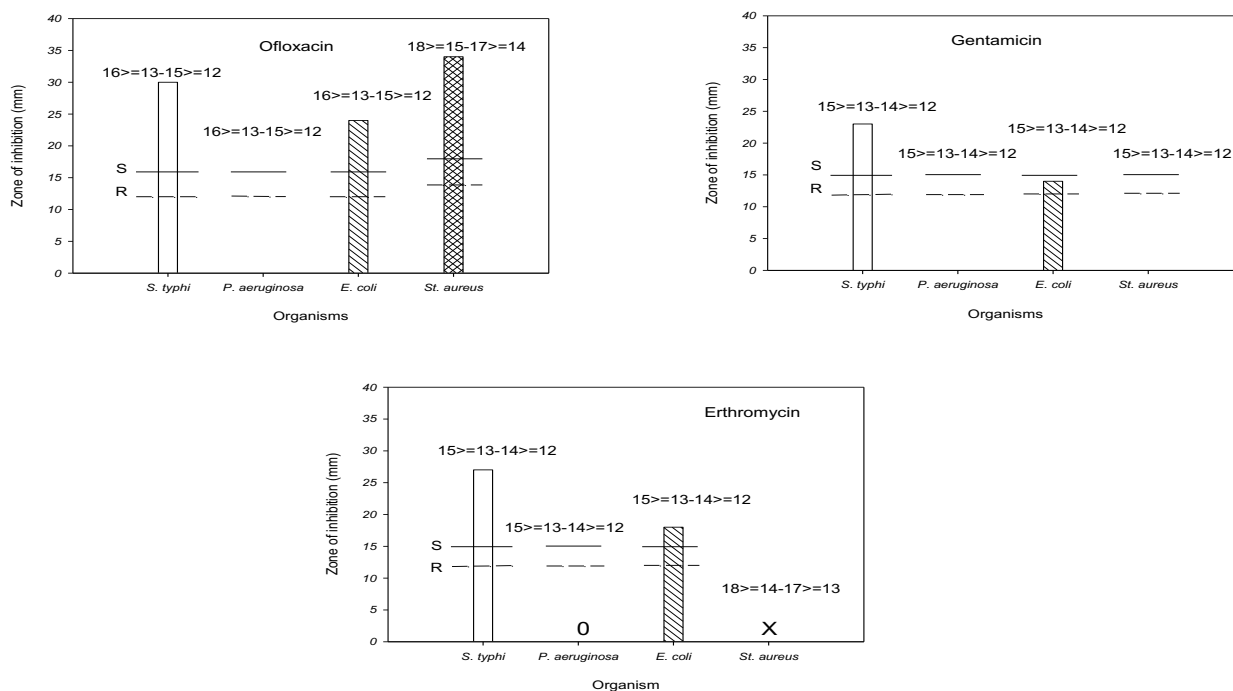 Ofloxacin
18>=15-17>=14
16>=13-15>=12
16>=13-15>=12
16>=13-15>=12
Zone of inhibition (mm)
40
35
30
25
20
15
10
5
0
S
R
S. typhi
P. aeruginosa
E. coli
St. aureus
Organisms
Gentamicin
15>=13-14>=12
15>=13-14>=12
15>=13-14>=12
15>=13-14>=12
Zone of inhibition (mm)
40
35
30
25
20
15
10
5
0
S
R
S. typhi
P. aeruginosa
E. coli
St. aureus
Organisms
Erthromycin
15>=13-14>=12
15>=13-14>=12
15>=13-14>=12
18>=14-17>=13
Zone of inhibition (mm)
40
35
30
25
20
15
10
5
0
S
R
0
X
S. typhi
P. aeruginosa
E. coli
St. aureus
Organism